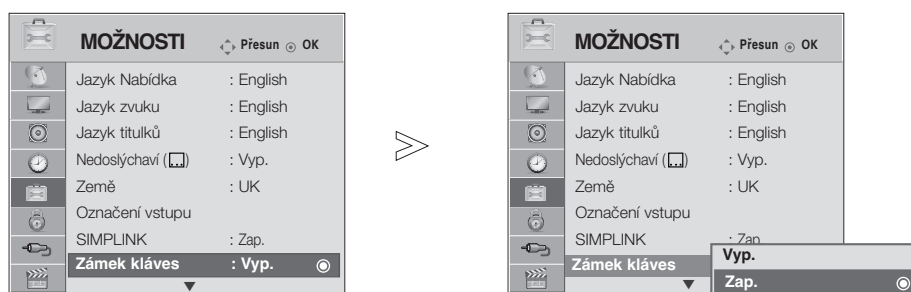 MOŽNOSTI Přesun OK
Jazyk Nabídka : English
Jazyk zvuku : English
Jazyk titulků : English
Nedoslýchaví ( ) : Vyp.
Země : UK
Označení vstupu
SIMPLINK : Zap.
Zámek kláves : Vyp.
MOŽNOSTI Přesun OK
Jazyk Nabídka : English
Jazyk zvuku : English
Jazyk titulků : English
Nedoslýchaví ( ) : Vyp.
Země : UK
Označení vstupu
SIMPLINK : Zap
Zámek kláves
Vyp.
Zap.